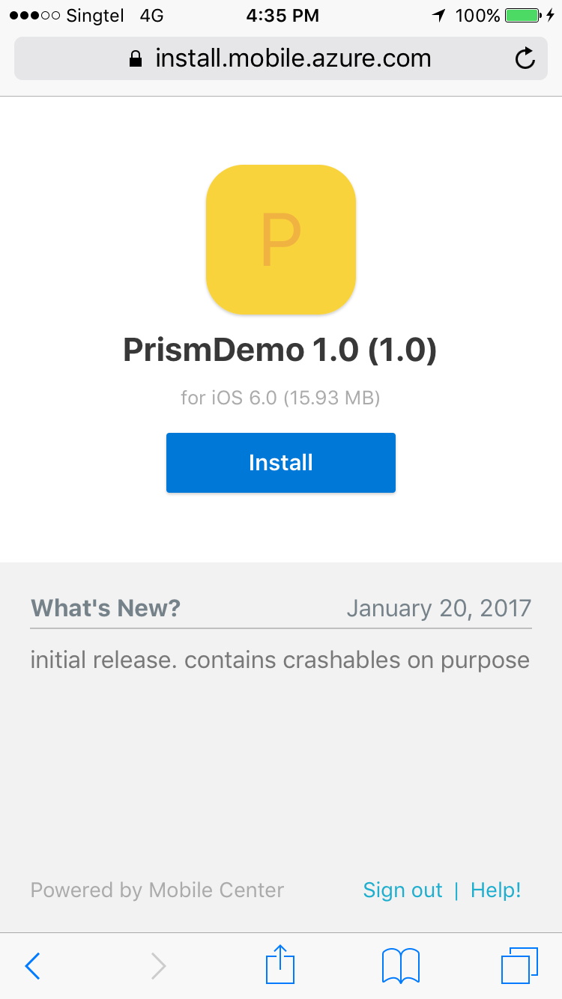 Singtel 4G 4:35 PM 100%
install.mobile.azure.com
P
PrismDemo 1.0 (1.0)
for iOS 6.0 (15.93 MB)
Install
What's New? January 20, 2017
initial release. contains crashables on purpose
Powered by Mobile Center Sign out | Help!